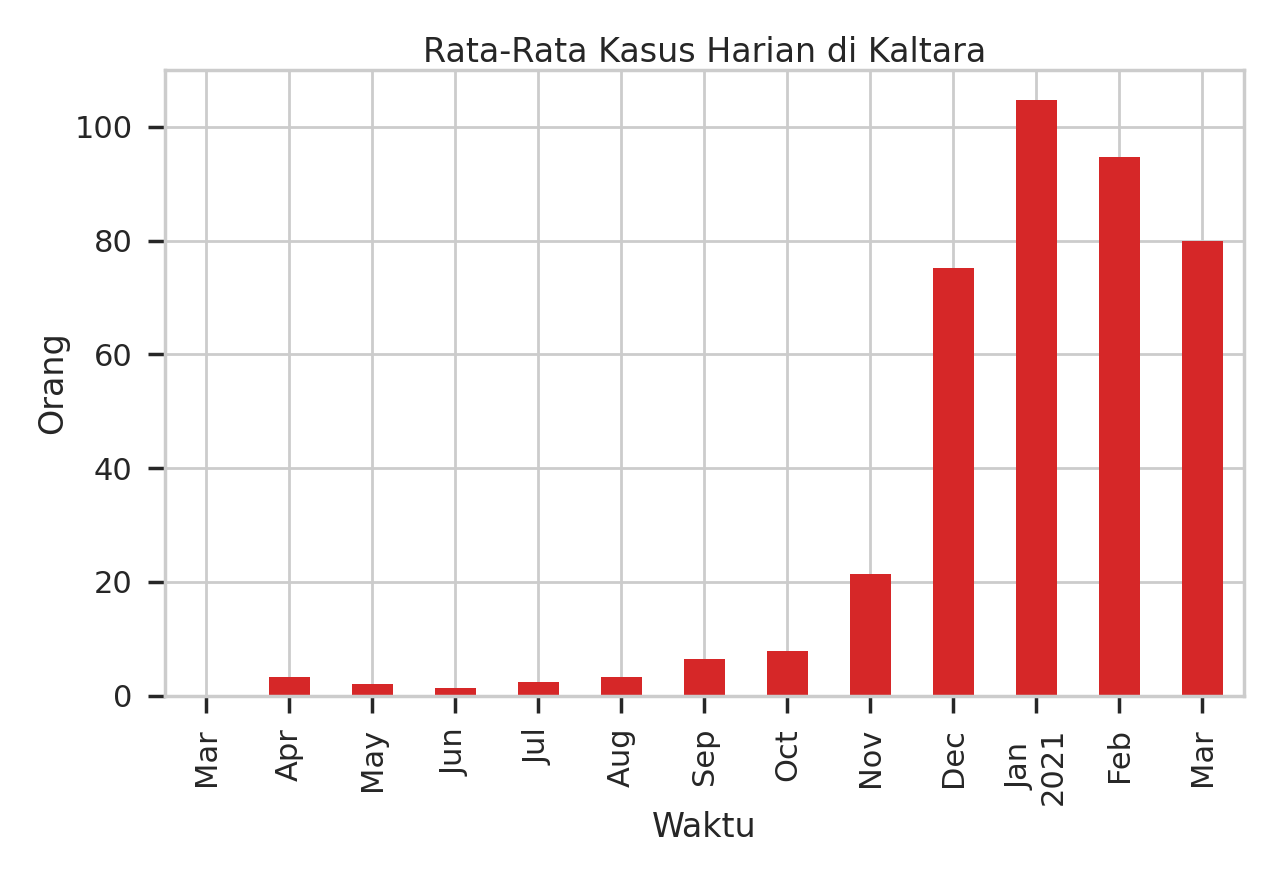 Rata-Rata Kasus Harian di Kaltara
100
80
60
40
20
0
Orang
Mar
Apr
May
Jun
Jul
Aug
Sep
Oct
Nov
Dec
Jan
2021
Feb
Mar
Waktu